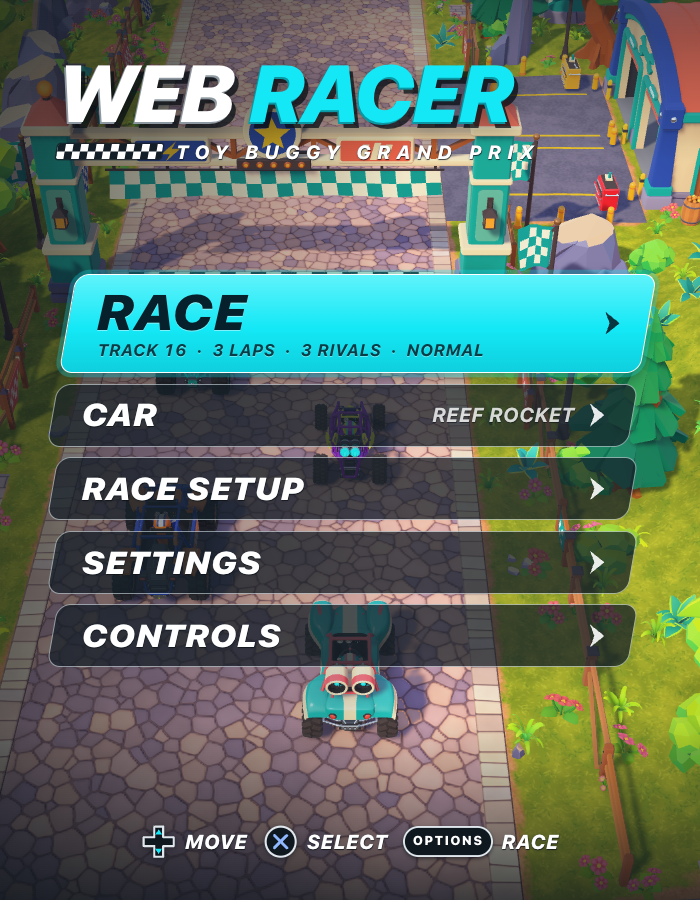 WEB RACER
TOY BUGGY GRAND PRIX
RACE
TRACK 16 · 3 LAPS · 3 RIVALS · NORMAL
CAR REEF ROCKET
RACE SETUP
SETTINGS
CONTROLS
MOVE SELECT OPTIONS RACE